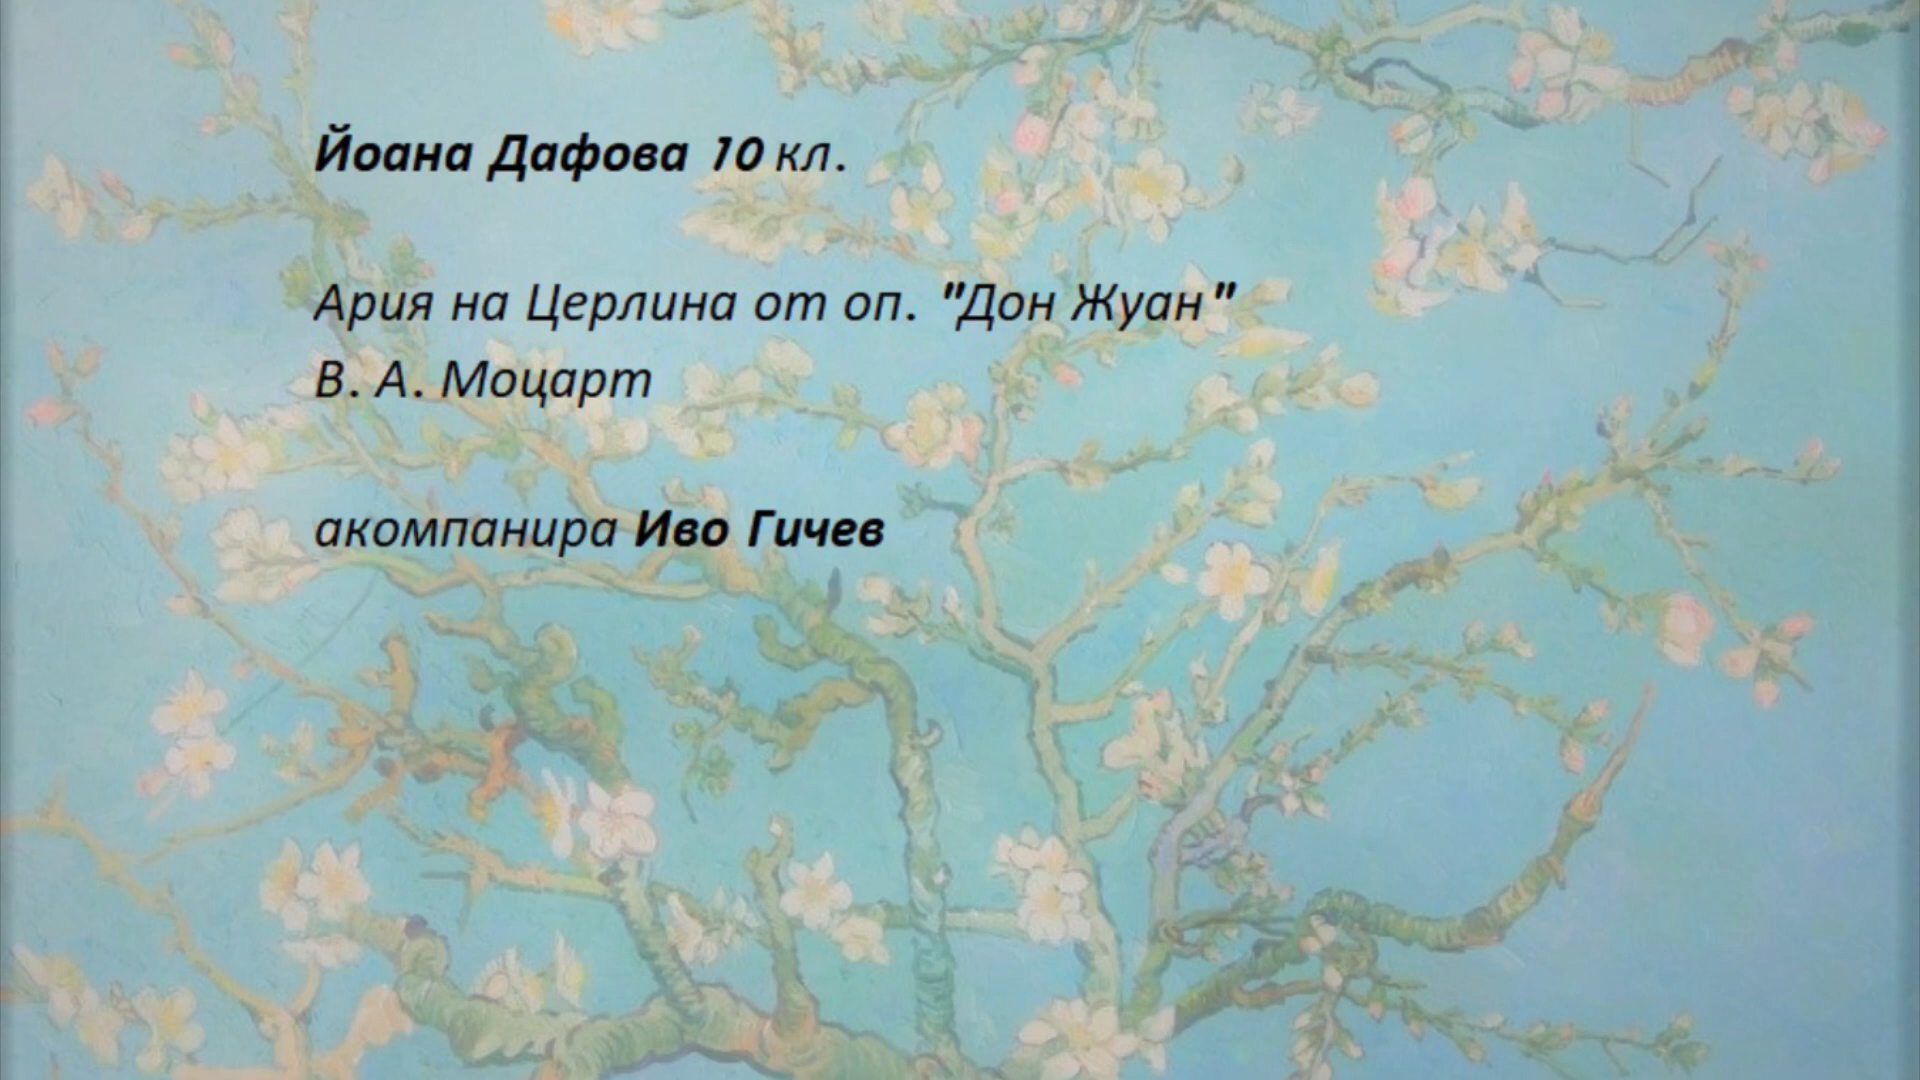 Йоана Дафова 10 кл.
Ария на Церлина от оп. "Дон Жуан"
В. А. Моцарт
акомпанира Иво Гичев